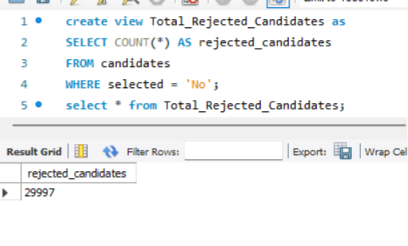 1 create view Total_Rejected_Candidates as
2 SELECT COUNT(*) AS rejected_candidates
3 FROM candidates
4 WHERE selected = 'No';
5 select * from Total_Rejected_Candidates;
Result Grid Filter Rows: Export: Wrap Cel
rejected_candidates
29997